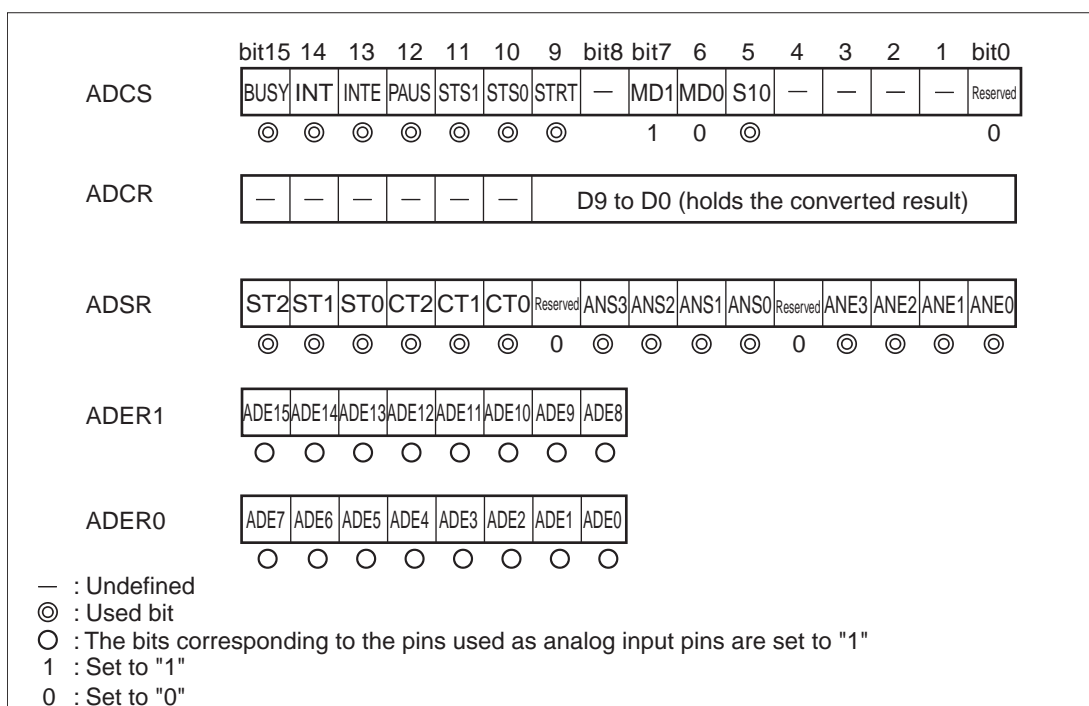 bit15 14 13 12 11 10 9 bit8 bit7 6 5 4 3 2 1 bit0
ADCS BUSY INT INTE PAUS STS1 STS0 STRT — MD1 MD0 S10 — — — — Reserved
◎ ◎ ◎ ◎ ◎ ◎ ◎ 1 0 ◎ 0
ADCR — — — — — — D9 to D0 (holds the converted result)
ADSR ST2 ST1 ST0 CT2 CT1 CT0 Reserved ANS3 ANS2 ANS1 ANS0 Reserved ANE3 ANE2 ANE1 ANE0
◎ ◎ ◎ ◎ ◎ ◎ 0 ◎ ◎ ◎ ◎ 0 ◎ ◎ ◎ ◎
ADER1 ADE15 ADE14 ADE13 ADE12 ADE11 ADE10 ADE9 ADE8
○ ○ ○ ○ ○ ○ ○ ○
ADER0 ADE7 ADE6 ADE5 ADE4 ADE3 ADE2 ADE1 ADE0
○ ○ ○ ○ ○ ○ ○ ○
— : Undefined
◎ : Used bit
○ : The bits corresponding to the pins used as analog input pins are set to "1"
1 : Set to "1"
0 : Set to "0"